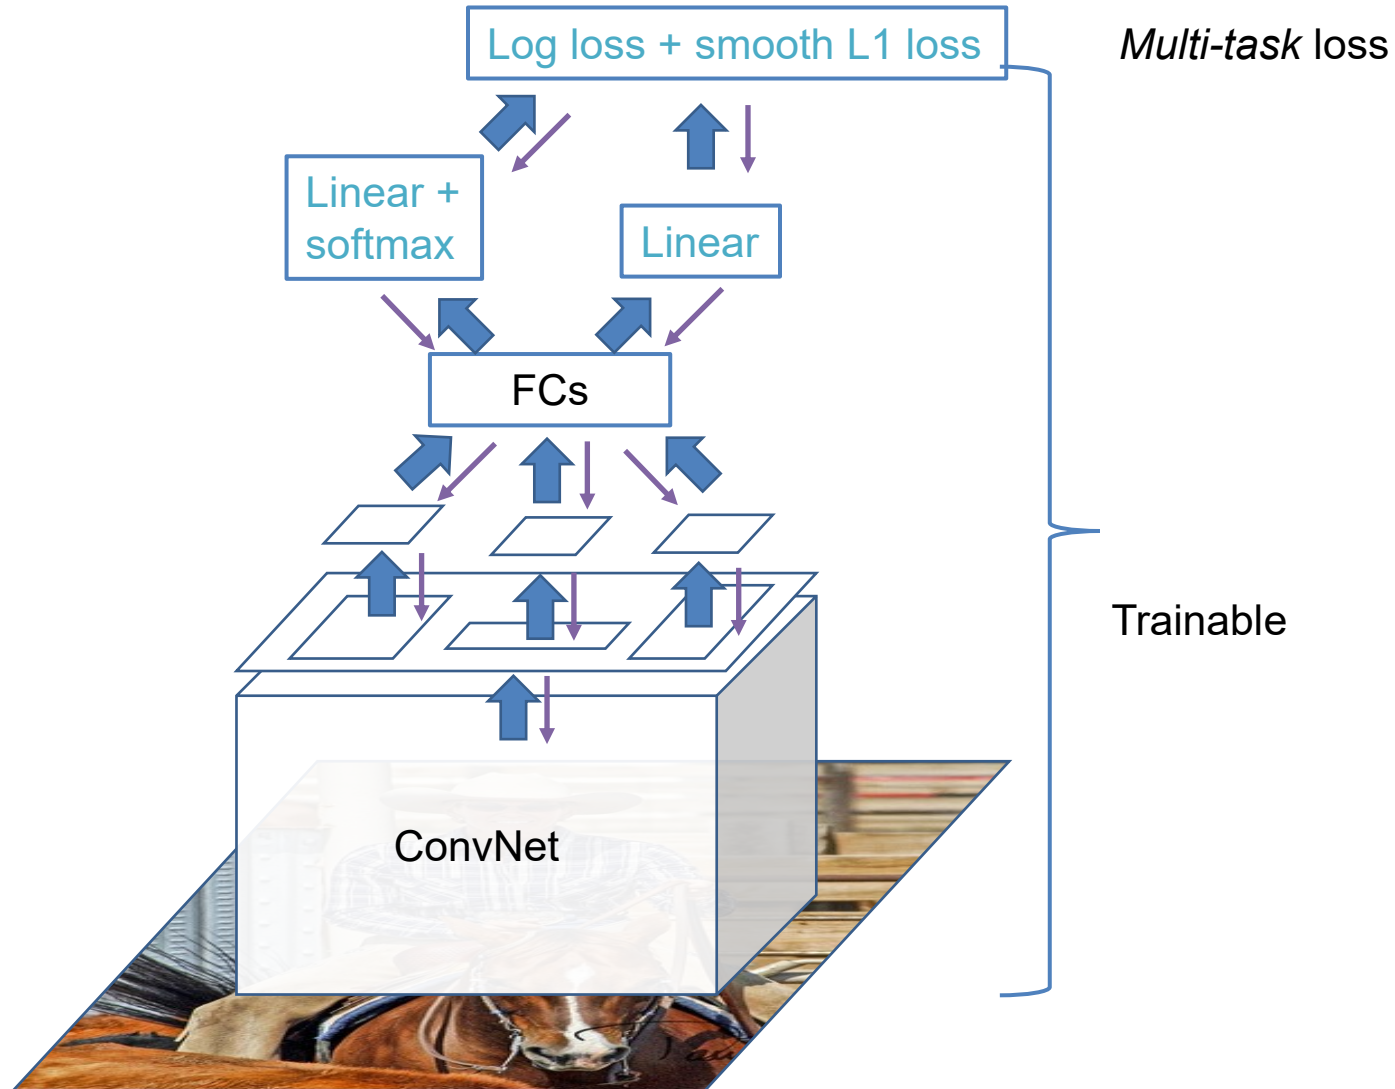 Log loss + smooth L1 loss
Multi-task loss
Linear +
softmax
Linear
FCs
Trainable
ConvNet